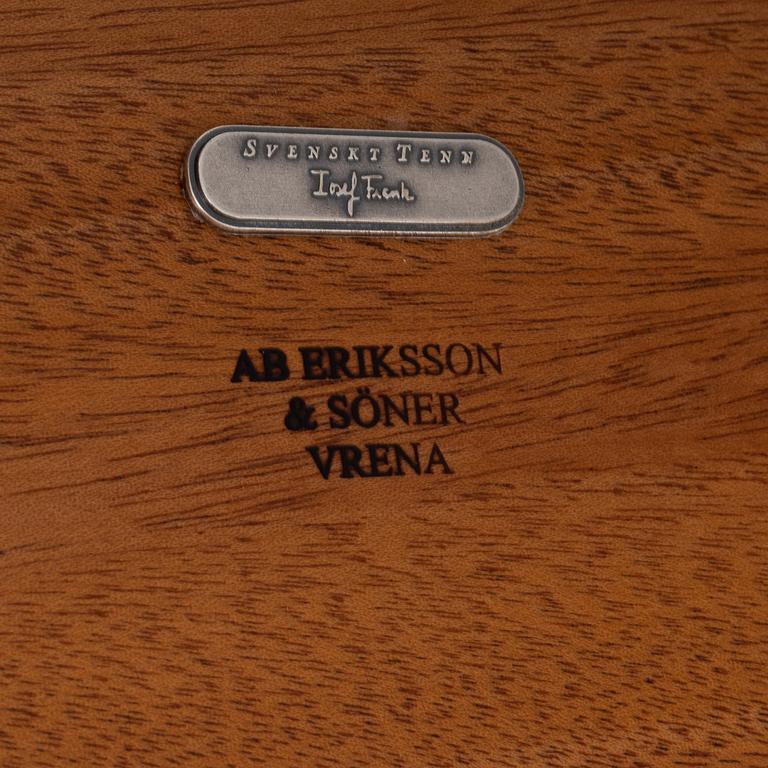 SVENSKT TENN
Josef Frank
AB ERIKSSON
& SÖNER
VRENA